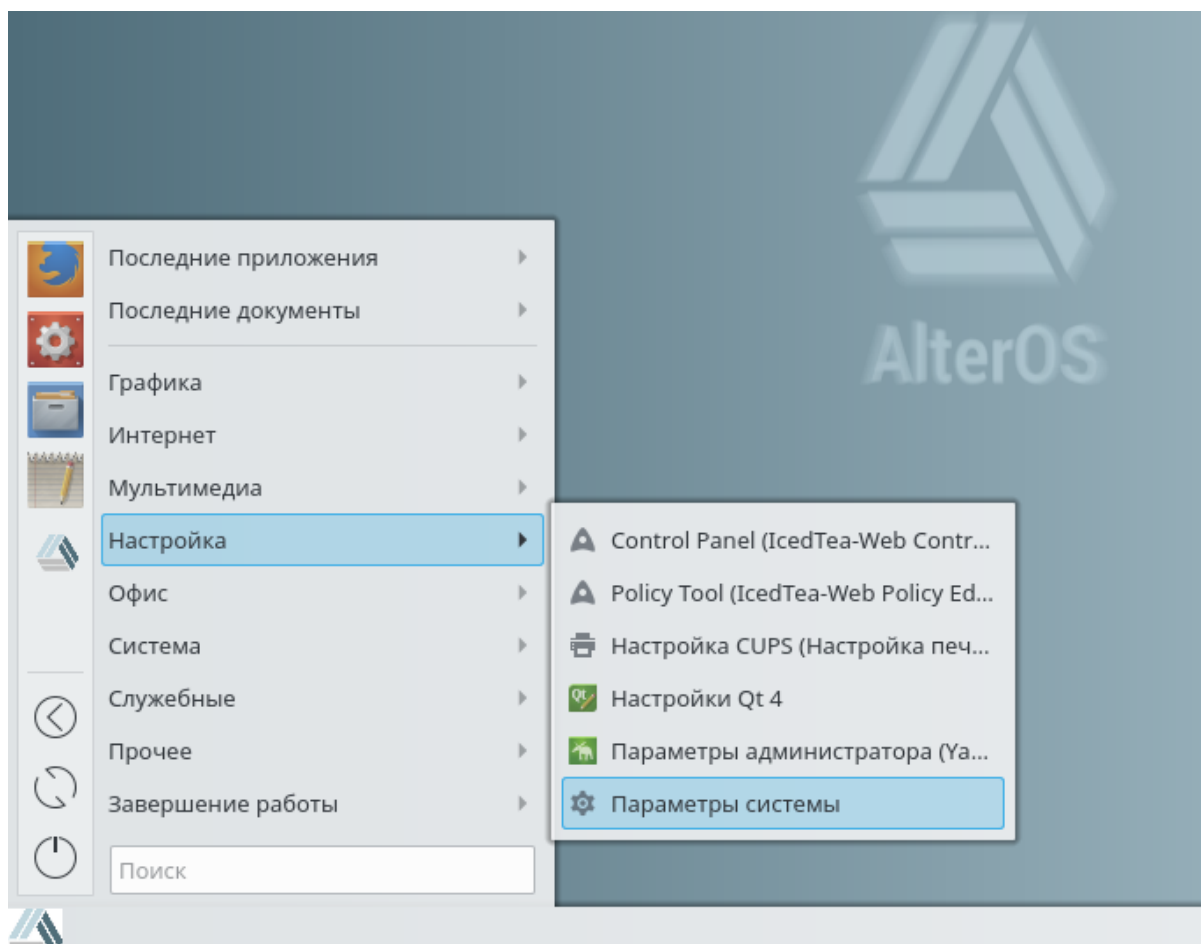 AlterOS
Последние приложения
Последние документы
Графика
Интернет
Мультимедиа
Настройка
Офис
Система
Служебные
Прочее
Завершение работы
Поиск
Control Panel (IcedTea-Web Contr...
Policy Tool (IcedTea-Web Policy Ed...
Настройка CUPS (Настройка печ...
Qt
Настройки Qt 4
Параметры администратора (Ya...
Параметры системы